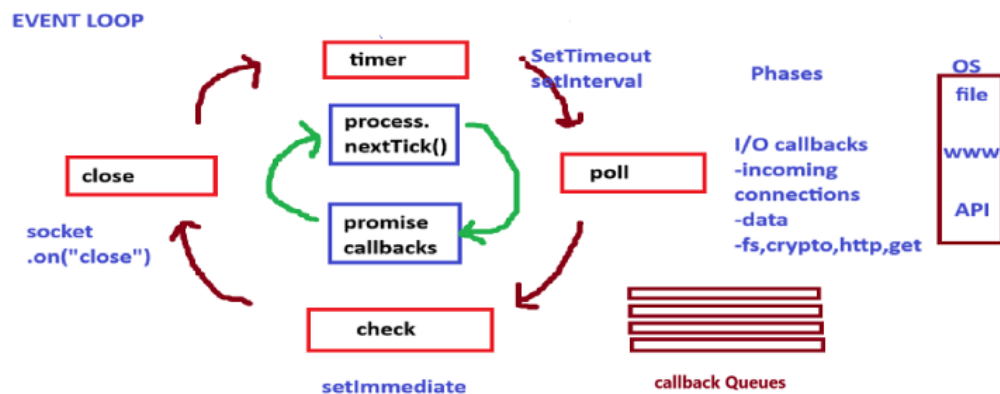 EVENT LOOP
timer
SetTimeout
setInterval
Phases
OS
file
www
API
process.
nextTick()
promise
callbacks
close
socket
.on("close")
poll
I/O callbacks
-incoming
connections
-data
-fs,crypto,http,get
check
setImmediate
callback Queues